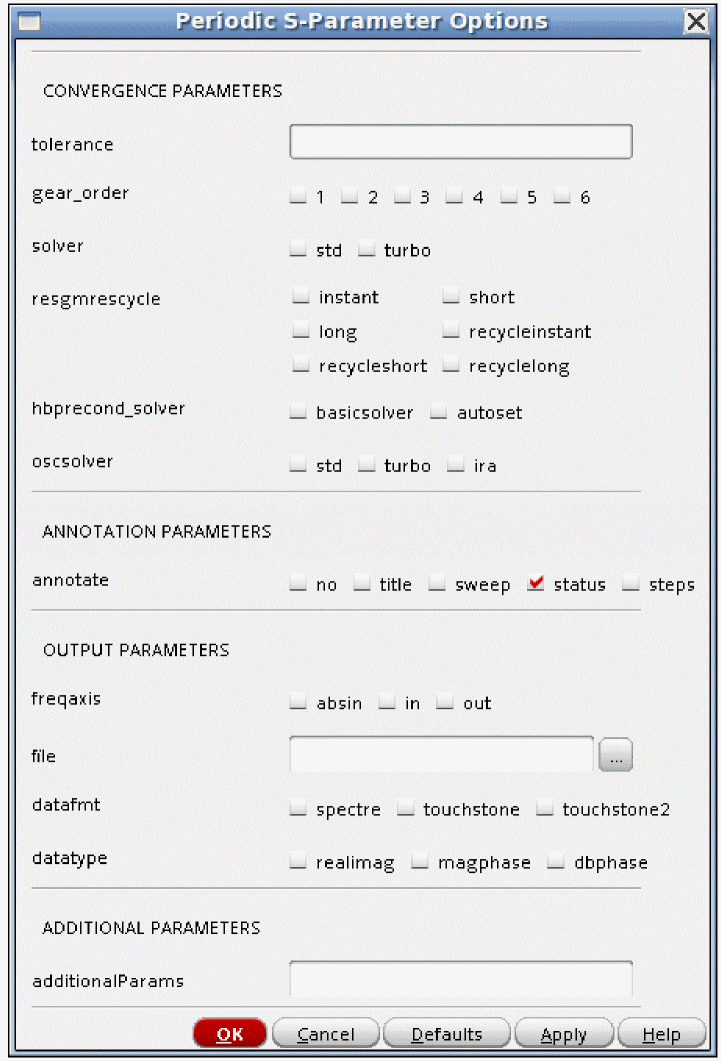 Periodic S-Parameter Options
CONVERGENCE PARAMETERS
tolerance
gear_order 1 2 3 4 5 6
solver std turbo
resgmrescycle instant short
long recycleinstant
recycleshort recyclelong
hbprecond_solver basicsolver autoset
oscsolver std turbo ira
ANNOTATION PARAMETERS
annotate no title sweep status steps
OUTPUT PARAMETERS
freqaxis absin in out
file ...
datafmt spectre touchstone touchstone2
datatype realimag magphase dbphase
ADDITIONAL PARAMETERS
additionalParams
OK Cancel Defaults Apply Help